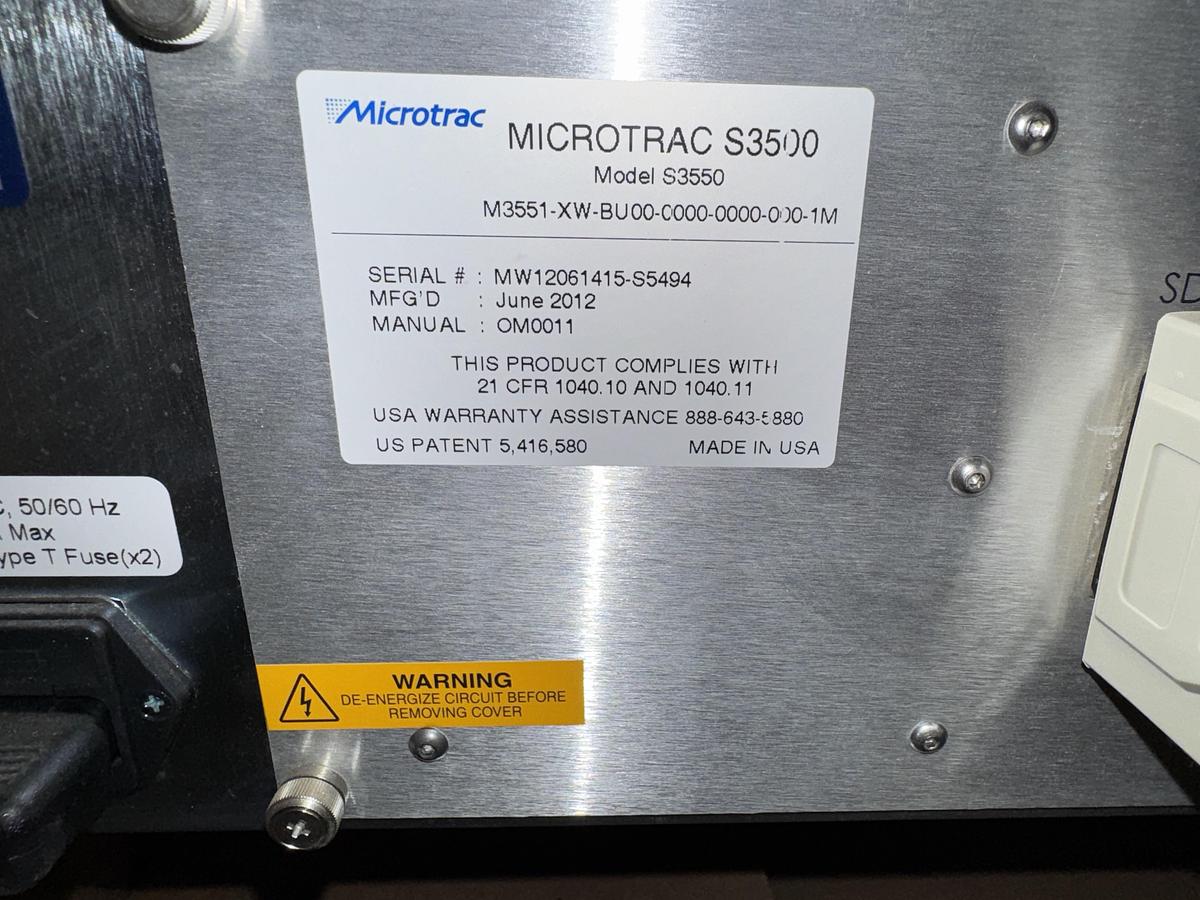 Microtrac
MICROTRAC S3500
Model S3550
M3551-XW-BU00-0000-0000-000-1M
SERIAL # : MW12061415-S5494
MFG'D : June 2012
MANUAL : OM0011
THIS PRODUCT COMPLIES WITH
21 CFR 1040.10 AND 1040.11
USA WARRANTY ASSISTANCE 888-643-5880
US PATENT 5,416,580 MADE IN USA
SD
, 50/60 Hz
Max
Type T Fuse(x2)
WARNING
DE-ENERGIZE CIRCUIT BEFORE
REMOVING COVER